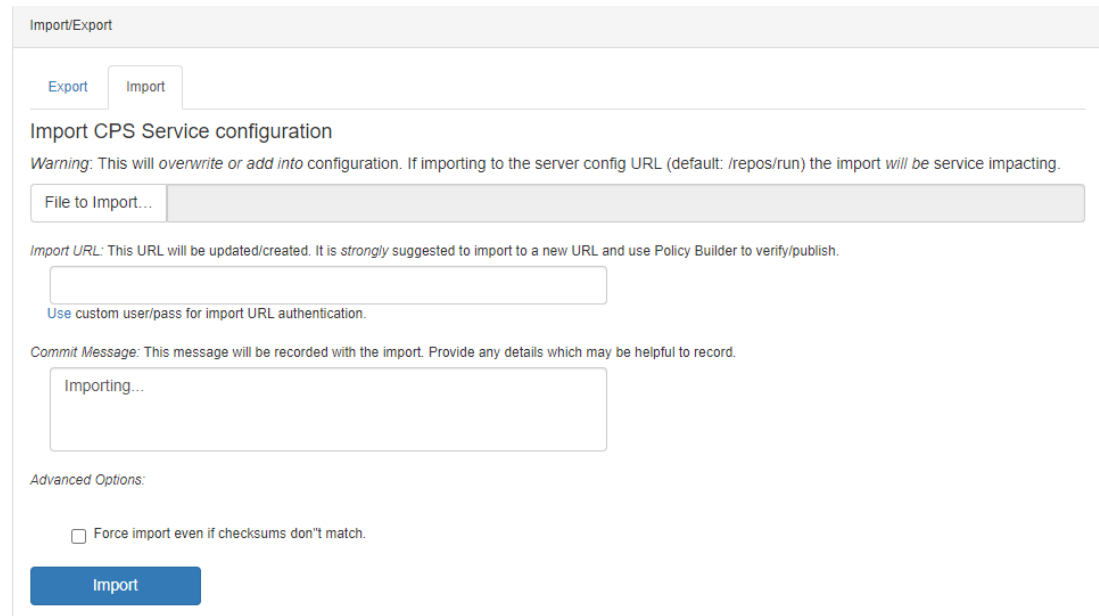 Import/Export
Export Import
Import CPS Service configuration
Warning: This will overwrite or add into configuration. If importing to the server config URL (default: /repos/run) the import will be service impacting.
File to Import...
Import URL: This URL will be updated/created. It is strongly suggested to import to a new URL and use Policy Builder to verify/publish.
Use custom user/pass for import URL authentication.
Commit Message: This message will be recorded with the import. Provide any details which may be helpful to record.
Importing...
Advanced Options:
Force import even if checksums don"t match.
Import